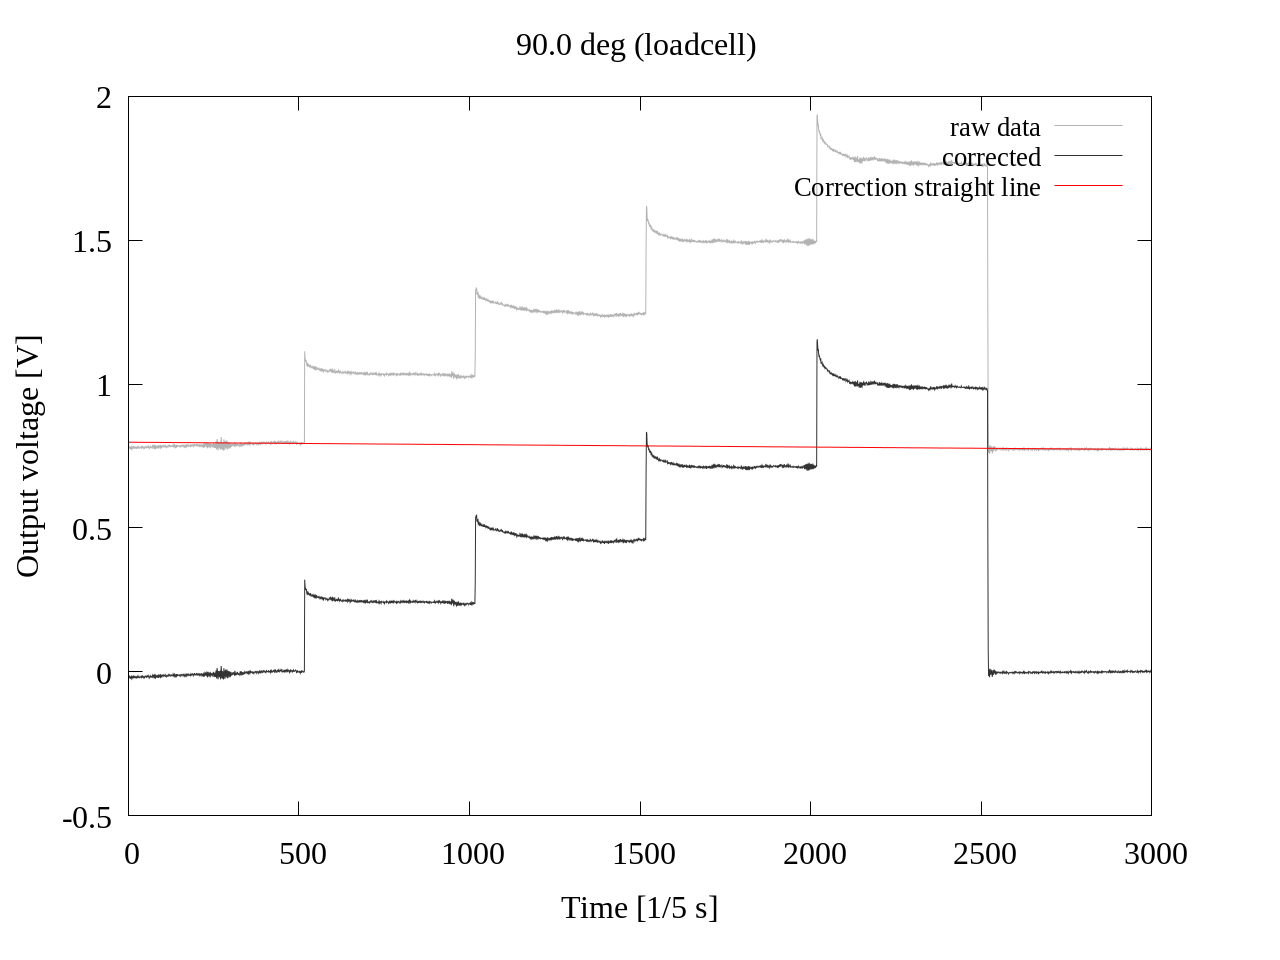 90.0 deg (loadcell)
2
1.5
1
0.5
0
-0.5
Output voltage [V]
raw data
corrected
Correction straight line
0 500 1000 1500 2000 2500 3000
Time [1/5 s]